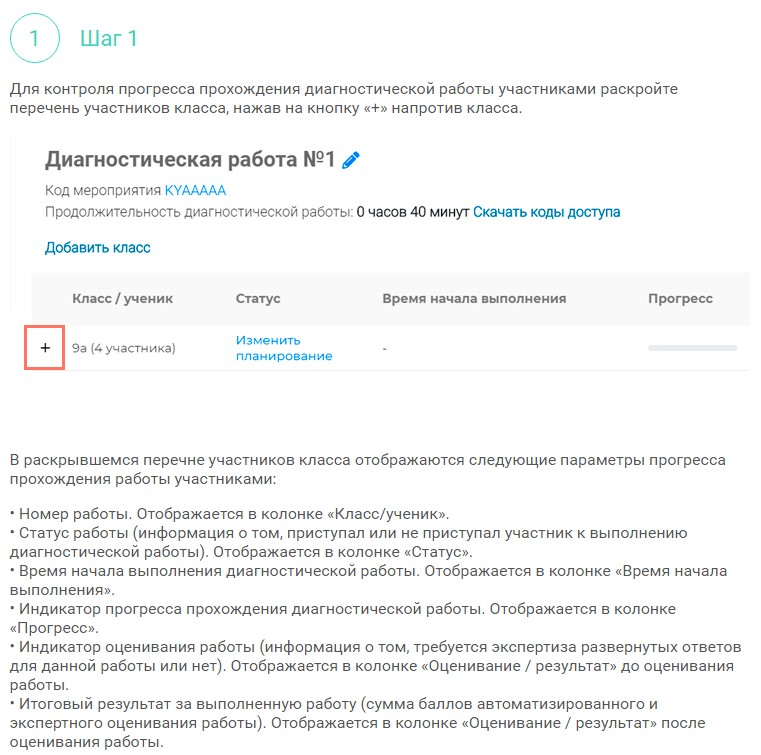 1 Шаг 1
Для контроля прогресса прохождения диагностической работы участниками раскройте
перечень участников класса, нажав на кнопку «+» напротив класса.
Диагностическая работа №1
Код мероприятия KYAAAAA
Продолжительность диагностической работы: 0 часов 40 минут Скачать коды доступа
Добавить класс
Класс / ученик Статус Время начала выполнения Прогресс
+ 9а (4 участника) Изменить
планирование -
В раскрывшемся перечне участников класса отображаются следующие параметры прогресса
прохождения работы участниками:
• Номер работы. Отображается в колонке «Класс/ученик».
• Статус работы (информация о том, приступал или не приступал участник к выполнению
диагностической работы). Отображается в колонке «Статус».
• Время начала выполнения диагностической работы. Отображается в колонке «Время начала
выполнения».
• Индикатор прогресса прохождения диагностической работы. Отображается в колонке
«Прогресс».
• Индикатор оценивания работы (информация о том, требуется экспертиза развернутых ответов
для данной работы или нет). Отображается в колонке «Оценивание / результат» до оценивания
работы.
• Итоговый результат за выполненную работу (сумма баллов автоматизированного и
экспертного оценивания работы). Отображается в колонке «Оценивание / результат» после
оценивания работы.